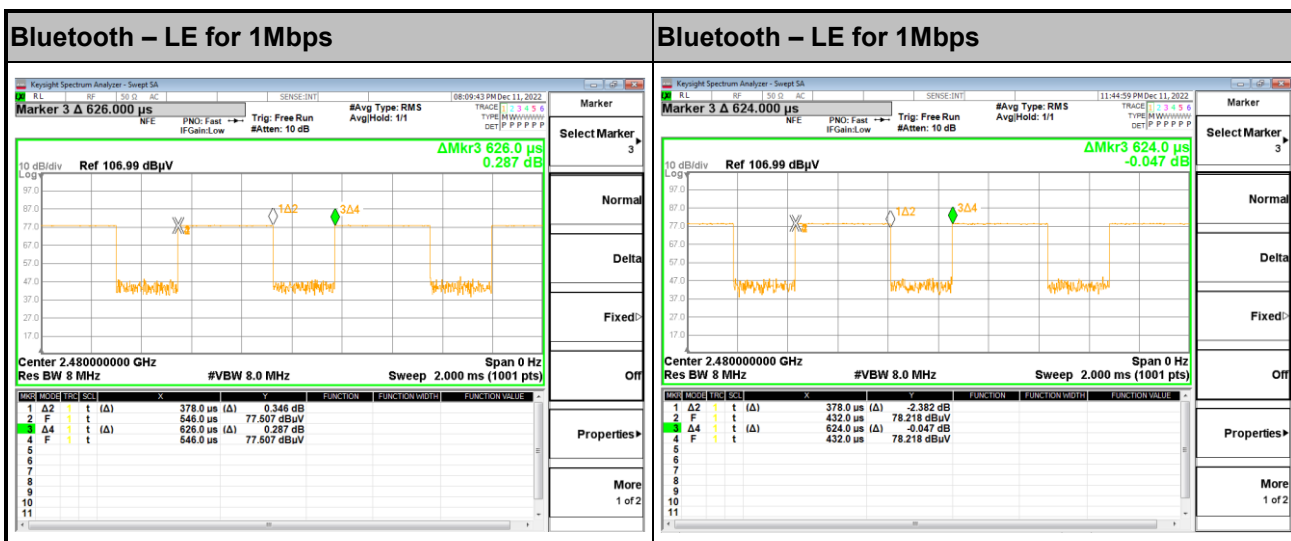 Bluetooth – LE for 1Mbps
Keysight Spectrum Analyzer - Swept SA
RL RF 50 Ω AC SENSE:INT 08:09:43 PM Dec 11, 2022
Marker 3 Δ 626.000 µs
NFE
PNO: Fast
IFGain:Low
Trig: Free Run
#Atten: 10 dB
#Avg Type: RMS
Avg|Hold: 1/1
TRACE 1 2 3 4 5 6
TYPE MWWWWW
DET P P P P P P
ΔMkr3 626.0 µs
0.287 dB
10 dB/div Ref 106.99 dBµV
Log
97.0
87.0
77.0
67.0
57.0
47.0
37.0
27.0
17.0
1Δ2
3Δ4
Center 2.480000000 GHz Span 0 Hz
Res BW 8 MHz #VBW 8.0 MHz Sweep 2.000 ms (1001 pts)
MKR MODE TRC SCL X Y FUNCTION FUNCTION WIDTH FUNCTION VALUE
1 Δ2 1 t (Δ) 378.0 µs (Δ) 0.346 dB
2 F 1 t 546.0 µs 77.507 dBµV
3 Δ4 1 t (Δ) 626.0 µs (Δ) 0.287 dB
4 F 1 t 546.0 µs 77.507 dBµV
5
6
7
8
9
10
11
Marker
Select Marker
3
Normal
Delta
Fixed
Off
Properties
More
1 of 2
Bluetooth – LE for 1Mbps
Keysight Spectrum Analyzer - Swept SA
RL RF 50 Ω AC SENSE:INT 11:44:59 PM Dec 11, 2022
Marker 3 Δ 624.000 µs
NFE
PNO: Fast
IFGain:Low
Trig: Free Run
#Atten: 10 dB
#Avg Type: RMS
Avg|Hold: 1/1
TRACE 1 2 3 4 5 6
TYPE MWWWWW
DET P P P P P P
ΔMkr3 624.0 µs
-0.047 dB
10 dB/div Ref 106.99 dBµV
Log
97.0
87.0
77.0
67.0
57.0
47.0
37.0
27.0
17.0
1Δ2
3Δ4
Center 2.480000000 GHz Span 0 Hz
Res BW 8 MHz #VBW 8.0 MHz Sweep 2.000 ms (1001 pts)
MKR MODE TRC SCL X Y FUNCTION FUNCTION WIDTH FUNCTION VALUE
1 Δ2 1 t (Δ) 378.0 µs (Δ) -2.382 dB
2 F 1 t 432.0 µs 78.218 dBµV
3 Δ4 1 t (Δ) 624.0 µs (Δ) -0.047 dB
4 F 1 t 432.0 µs 78.218 dBµV
5
6
7
8
9
10
11
Marker
Select Marker
3
Normal
Delta
Fixed
Off
Properties
More
1 of 2